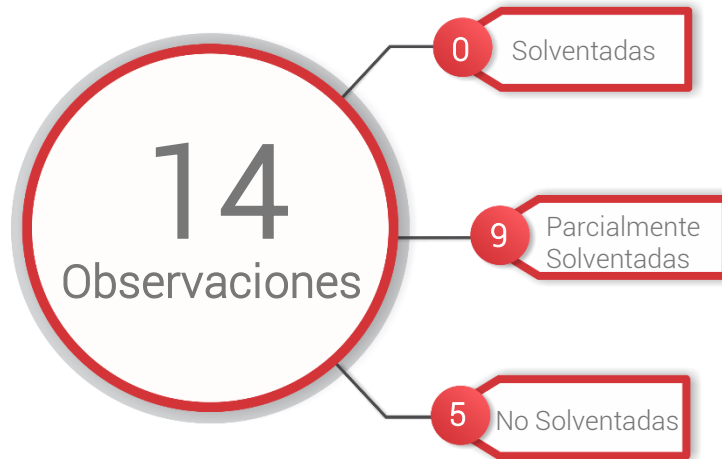 14
Observaciones
0
Solventadas
9
Parcialmente
Solventadas
5
No Solventadas